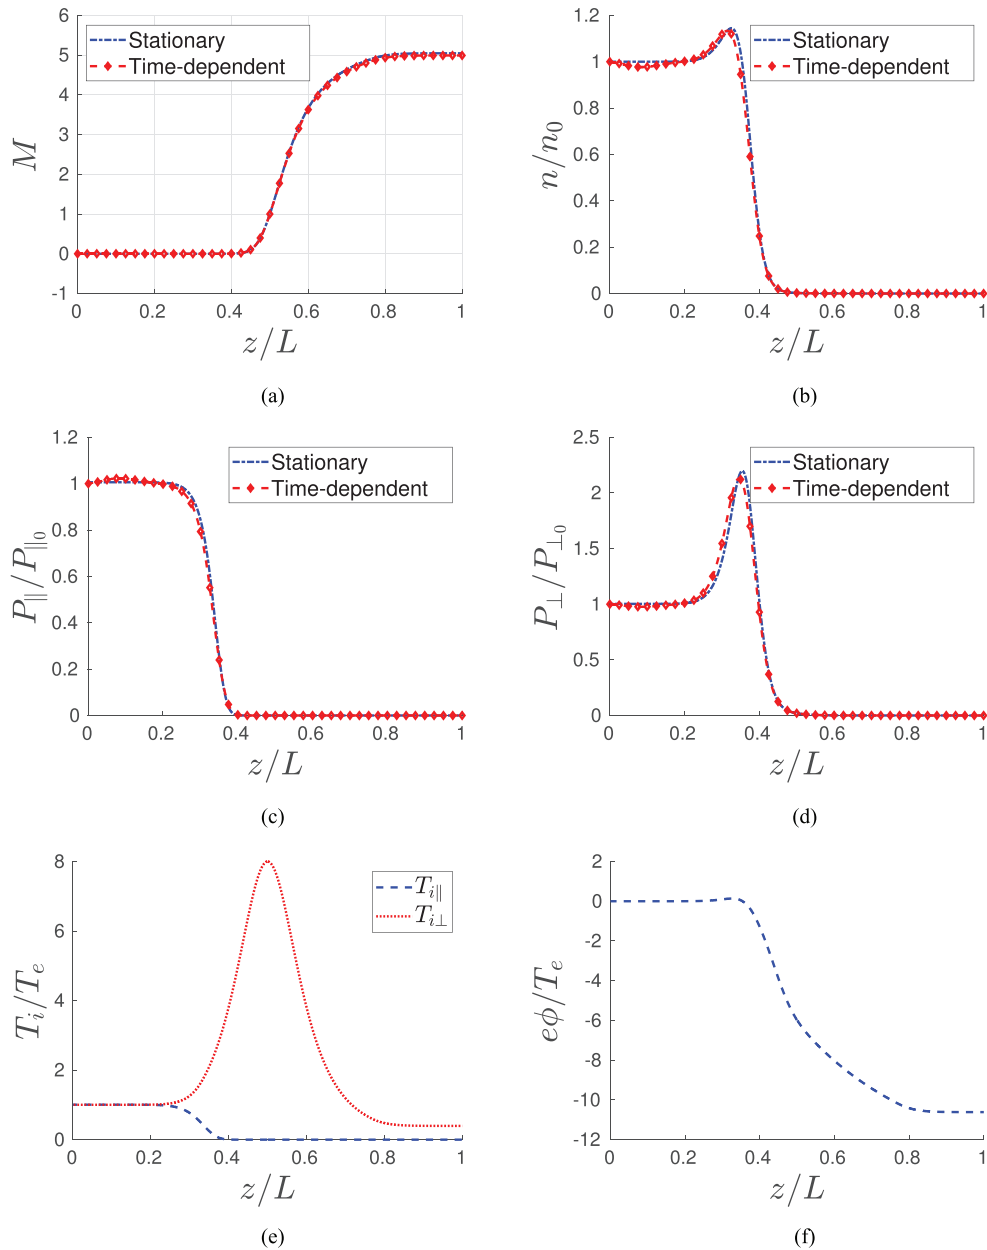 6
5
4
3
2
1
0
-1
M
Stationary
Time-dependent
0 0.2 0.4 0.6 0.8 1
z/L
(a)
1.2
1
0.8
0.6
0.4
0.2
0
n/n₀
Stationary
Time-dependent
0 0.2 0.4 0.6 0.8 1
z/L
(b)
1.2
1
0.8
0.6
0.4
0.2
0
P∥/P∥₀
Stationary
Time-dependent
0 0.2 0.4 0.6 0.8 1
z/L
(c)
2.5
2
1.5
1
0.5
0
P⊥/P⊥₀
Stationary
Time-dependent
0 0.2 0.4 0.6 0.8 1
z/L
(d)
8
6
4
2
0
Tᵢ/Tₑ
Tᵢ∥
Tᵢ⊥
0 0.2 0.4 0.6 0.8 1
z/L
(e)
2
0
-2
-4
-6
-8
-10
-12
eϕ/Tₑ
0 0.2 0.4 0.6 0.8 1
z/L
(f)